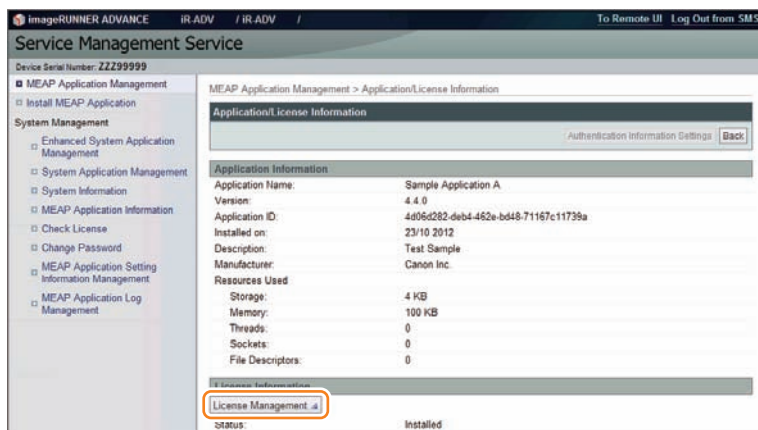 imageRUNNER ADVANCE iR-ADV / iR-ADV / To Remote UI Log Out from SMS
Service Management Service
Device Serial Number: ZZZ99999
MEAP Application Management
Install MEAP Application
System Management
Enhanced System Application
Management
System Application Management
System Information
MEAP Application Information
Check License
Change Password
MEAP Application Setting
Information Management
MEAP Application Log
Management
MEAP Application Management > Application/License Information
Application/License Information
Authentication Information Settings Back
Application Information
Application Name: Sample Application A
Version: 4.4.0
Application ID: 4d06d282-deb4-462e-bd48-71167c11739a
Installed on: 23/10 2012
Description: Test Sample
Manufacturer: Canon Inc.
Resources Used
Storage: 4 KB
Memory: 100 KB
Threads: 0
Sockets: 0
File Descriptors: 0
License Information
License Management
Status: Installed